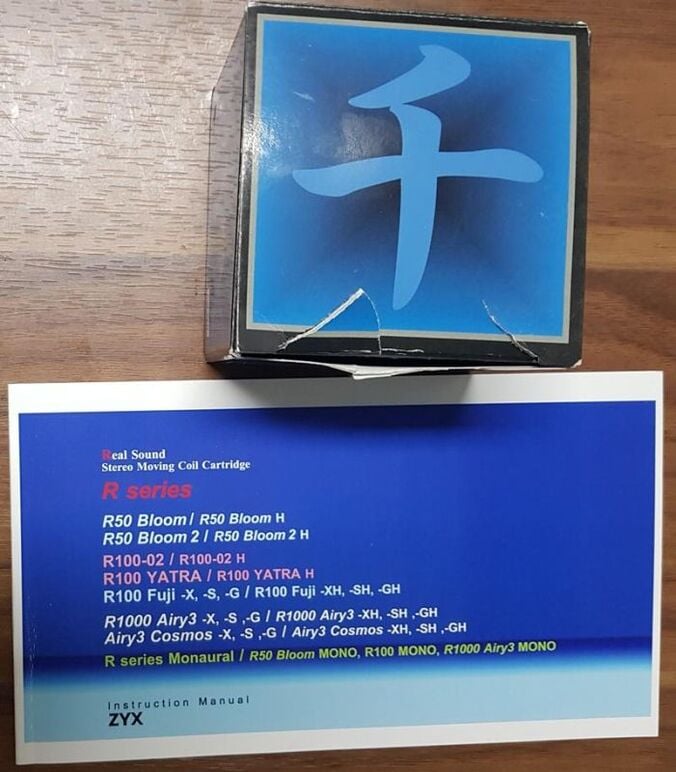 千
Real Sound
Stereo Moving Coil Cartridge
R series
R50 Bloom / R50 Bloom H
R50 Bloom 2 / R50 Bloom 2 H
R100-02 / R100-02 H
R100 YATRA / R100 YATRA H
R100 Fuji -X, -S, -G / R100 Fuji -XH, -SH, -GH
R1000 Airy3 -X, -S ,-G / R1000 Airy3 -XH, -SH ,-GH
Airy3 Cosmos -X, -S ,-G / Airy3 Cosmos -XH, -SH ,-GH
R series Monaural / R50 Bloom MONO, R100 MONO, R1000 Airy3 MONO
Instruction Manual
ZYX